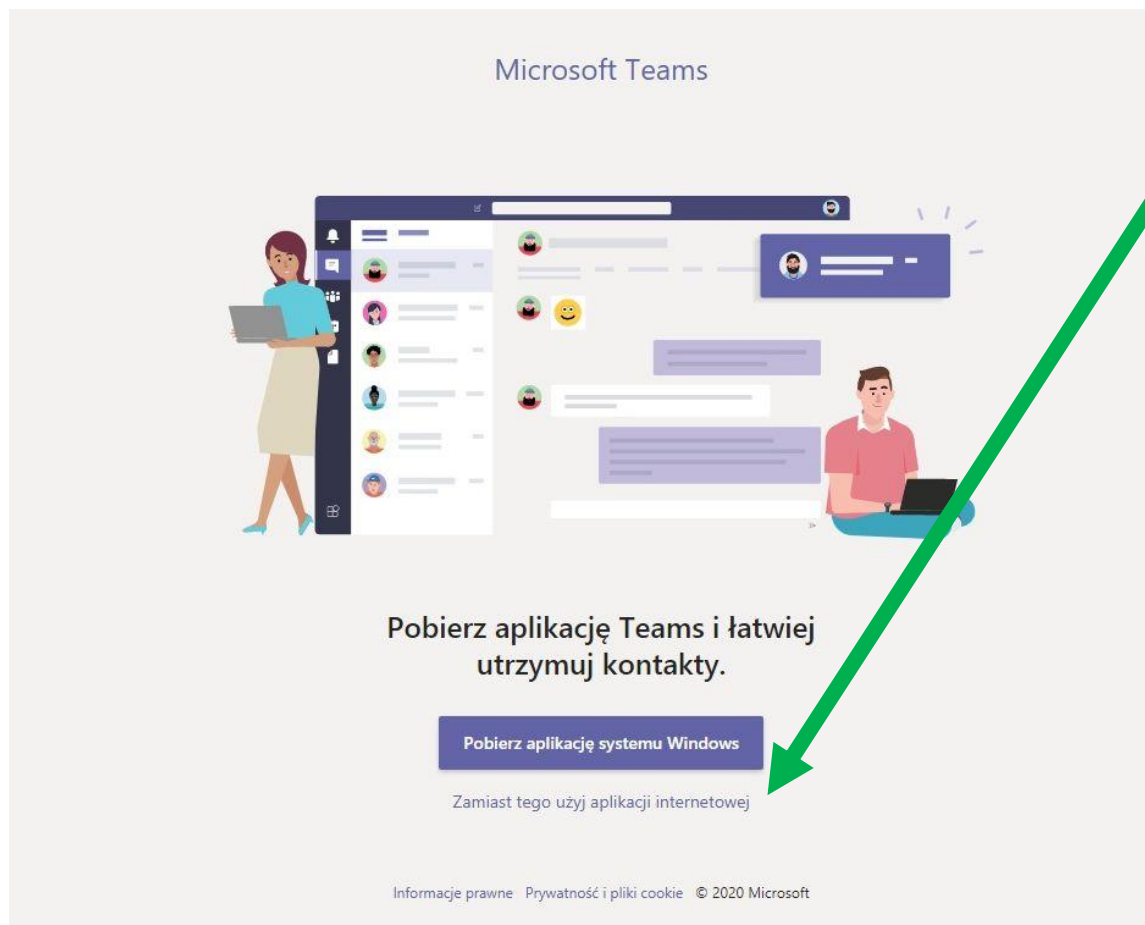 Microsoft Teams
Pobierz aplikację Teams i łatwiej
utrzymuj kontakty.
Pobierz aplikację systemu Windows
Zamiast tego użyj aplikacji internetowej
Informacje prawne Prywatność i pliki cookie © 2020 Microsoft